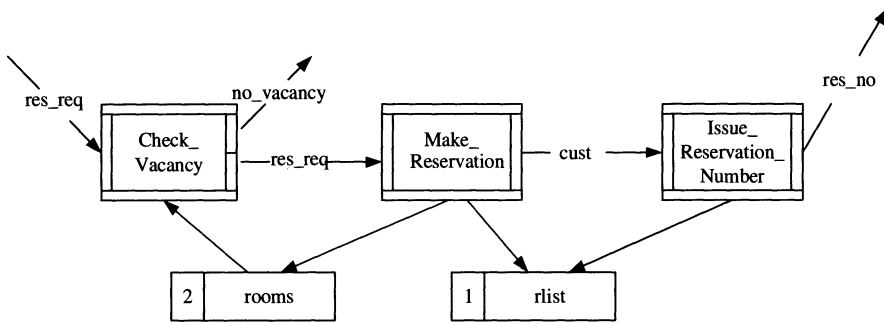 res_req
no_vacancy
res_no
Check_
Vacancy
res_req
Make_
Reservation
cust
Issue_
Reservation_
Number
2
rooms
1
rlist